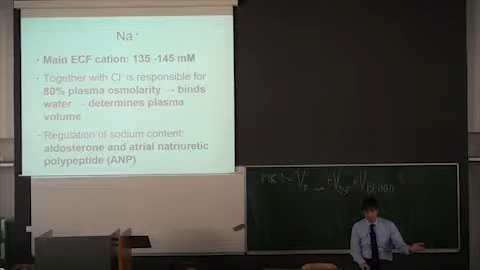 Na⁺
• Main ECF cation: 135 -145 mM
• Together with Cl⁻ is responsible for
80% plasma osmolarity → binds
water → determines plasma
volume
• Regulation of sodium content:
aldosterone and atrial natriuretic
polypeptide (ANP)